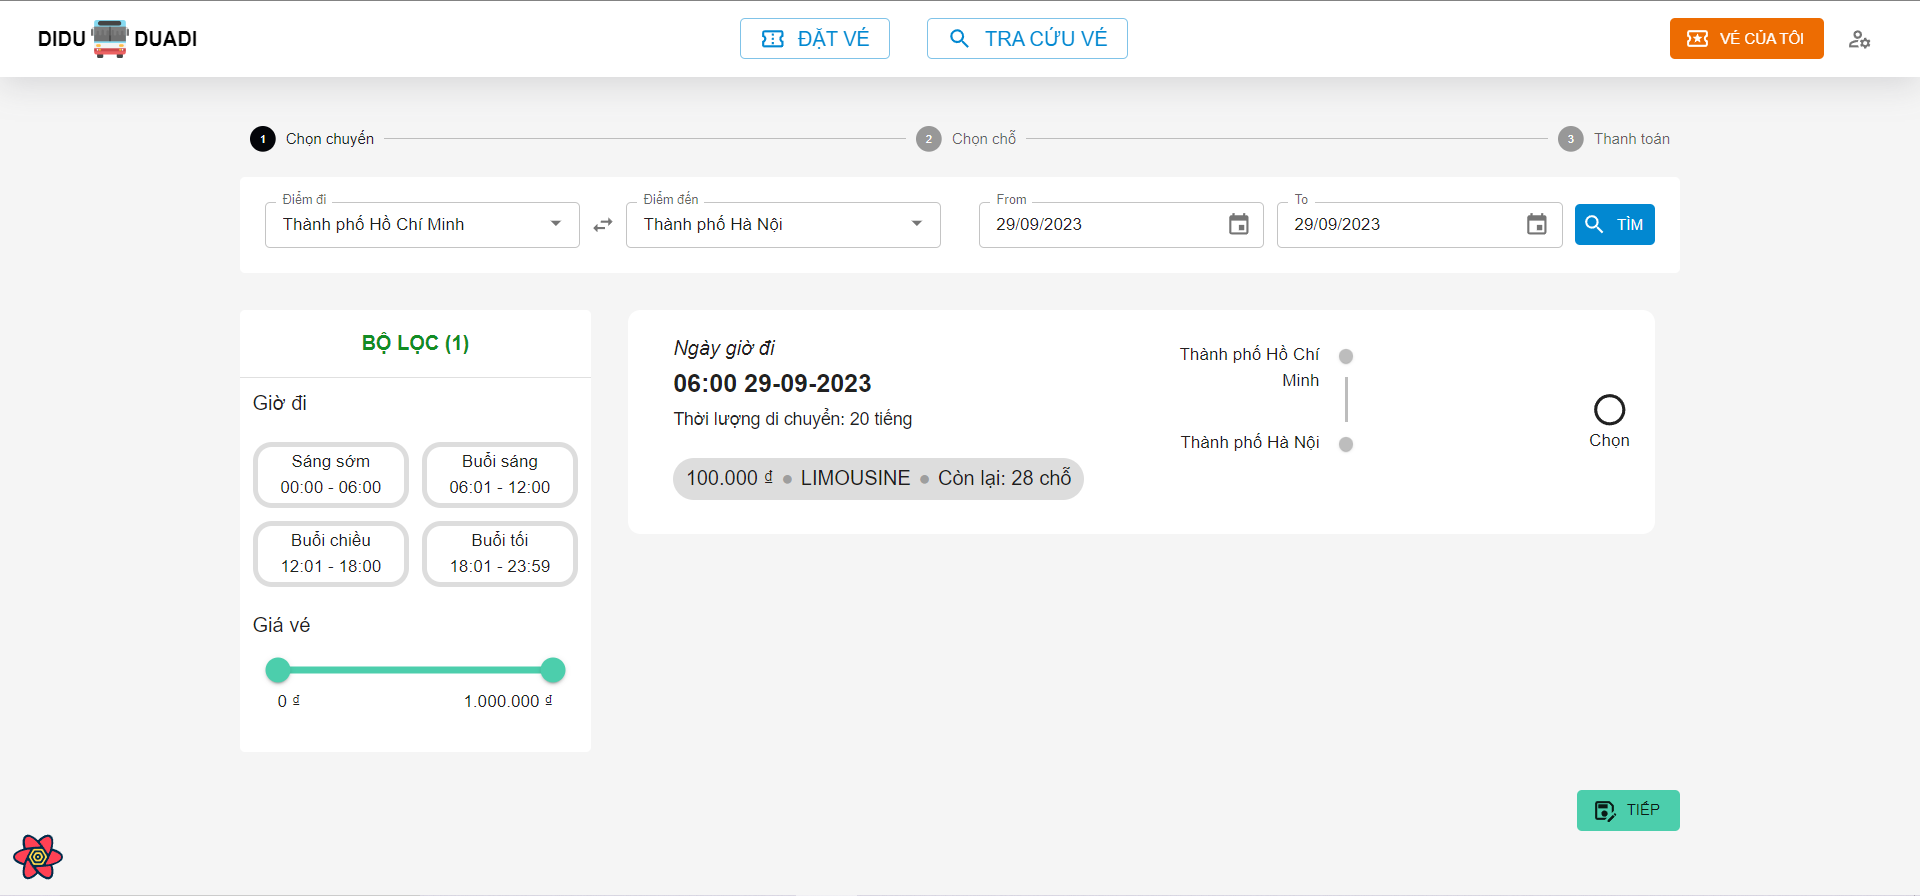 DIDU DUADI
ĐẶT VÉ
TRA CỨU VÉ
VÉ CỦA TÔI
1 Chọn chuyến
2 Chọn chỗ
3 Thanh toán
Điểm đi
Thành phố Hồ Chí Minh
Điểm đến
Thành phố Hà Nội
From
29/09/2023
To
29/09/2023
TÌM
BỘ LỌC (1)
Giờ đi
Sáng sớm
00:00 - 06:00
Buổi sáng
06:01 - 12:00
Buổi chiều
12:01 - 18:00
Buổi tối
18:01 - 23:59
Giá vé
0 ₫
1.000.000 ₫
Ngày giờ đi
06:00 29-09-2023
Thời lượng di chuyển: 20 tiếng
100.000 ₫ ● LIMOUSINE ● Còn lại: 28 chỗ
Thành phố Hồ Chí
Minh
Thành phố Hà Nội
Chọn
TIẾP